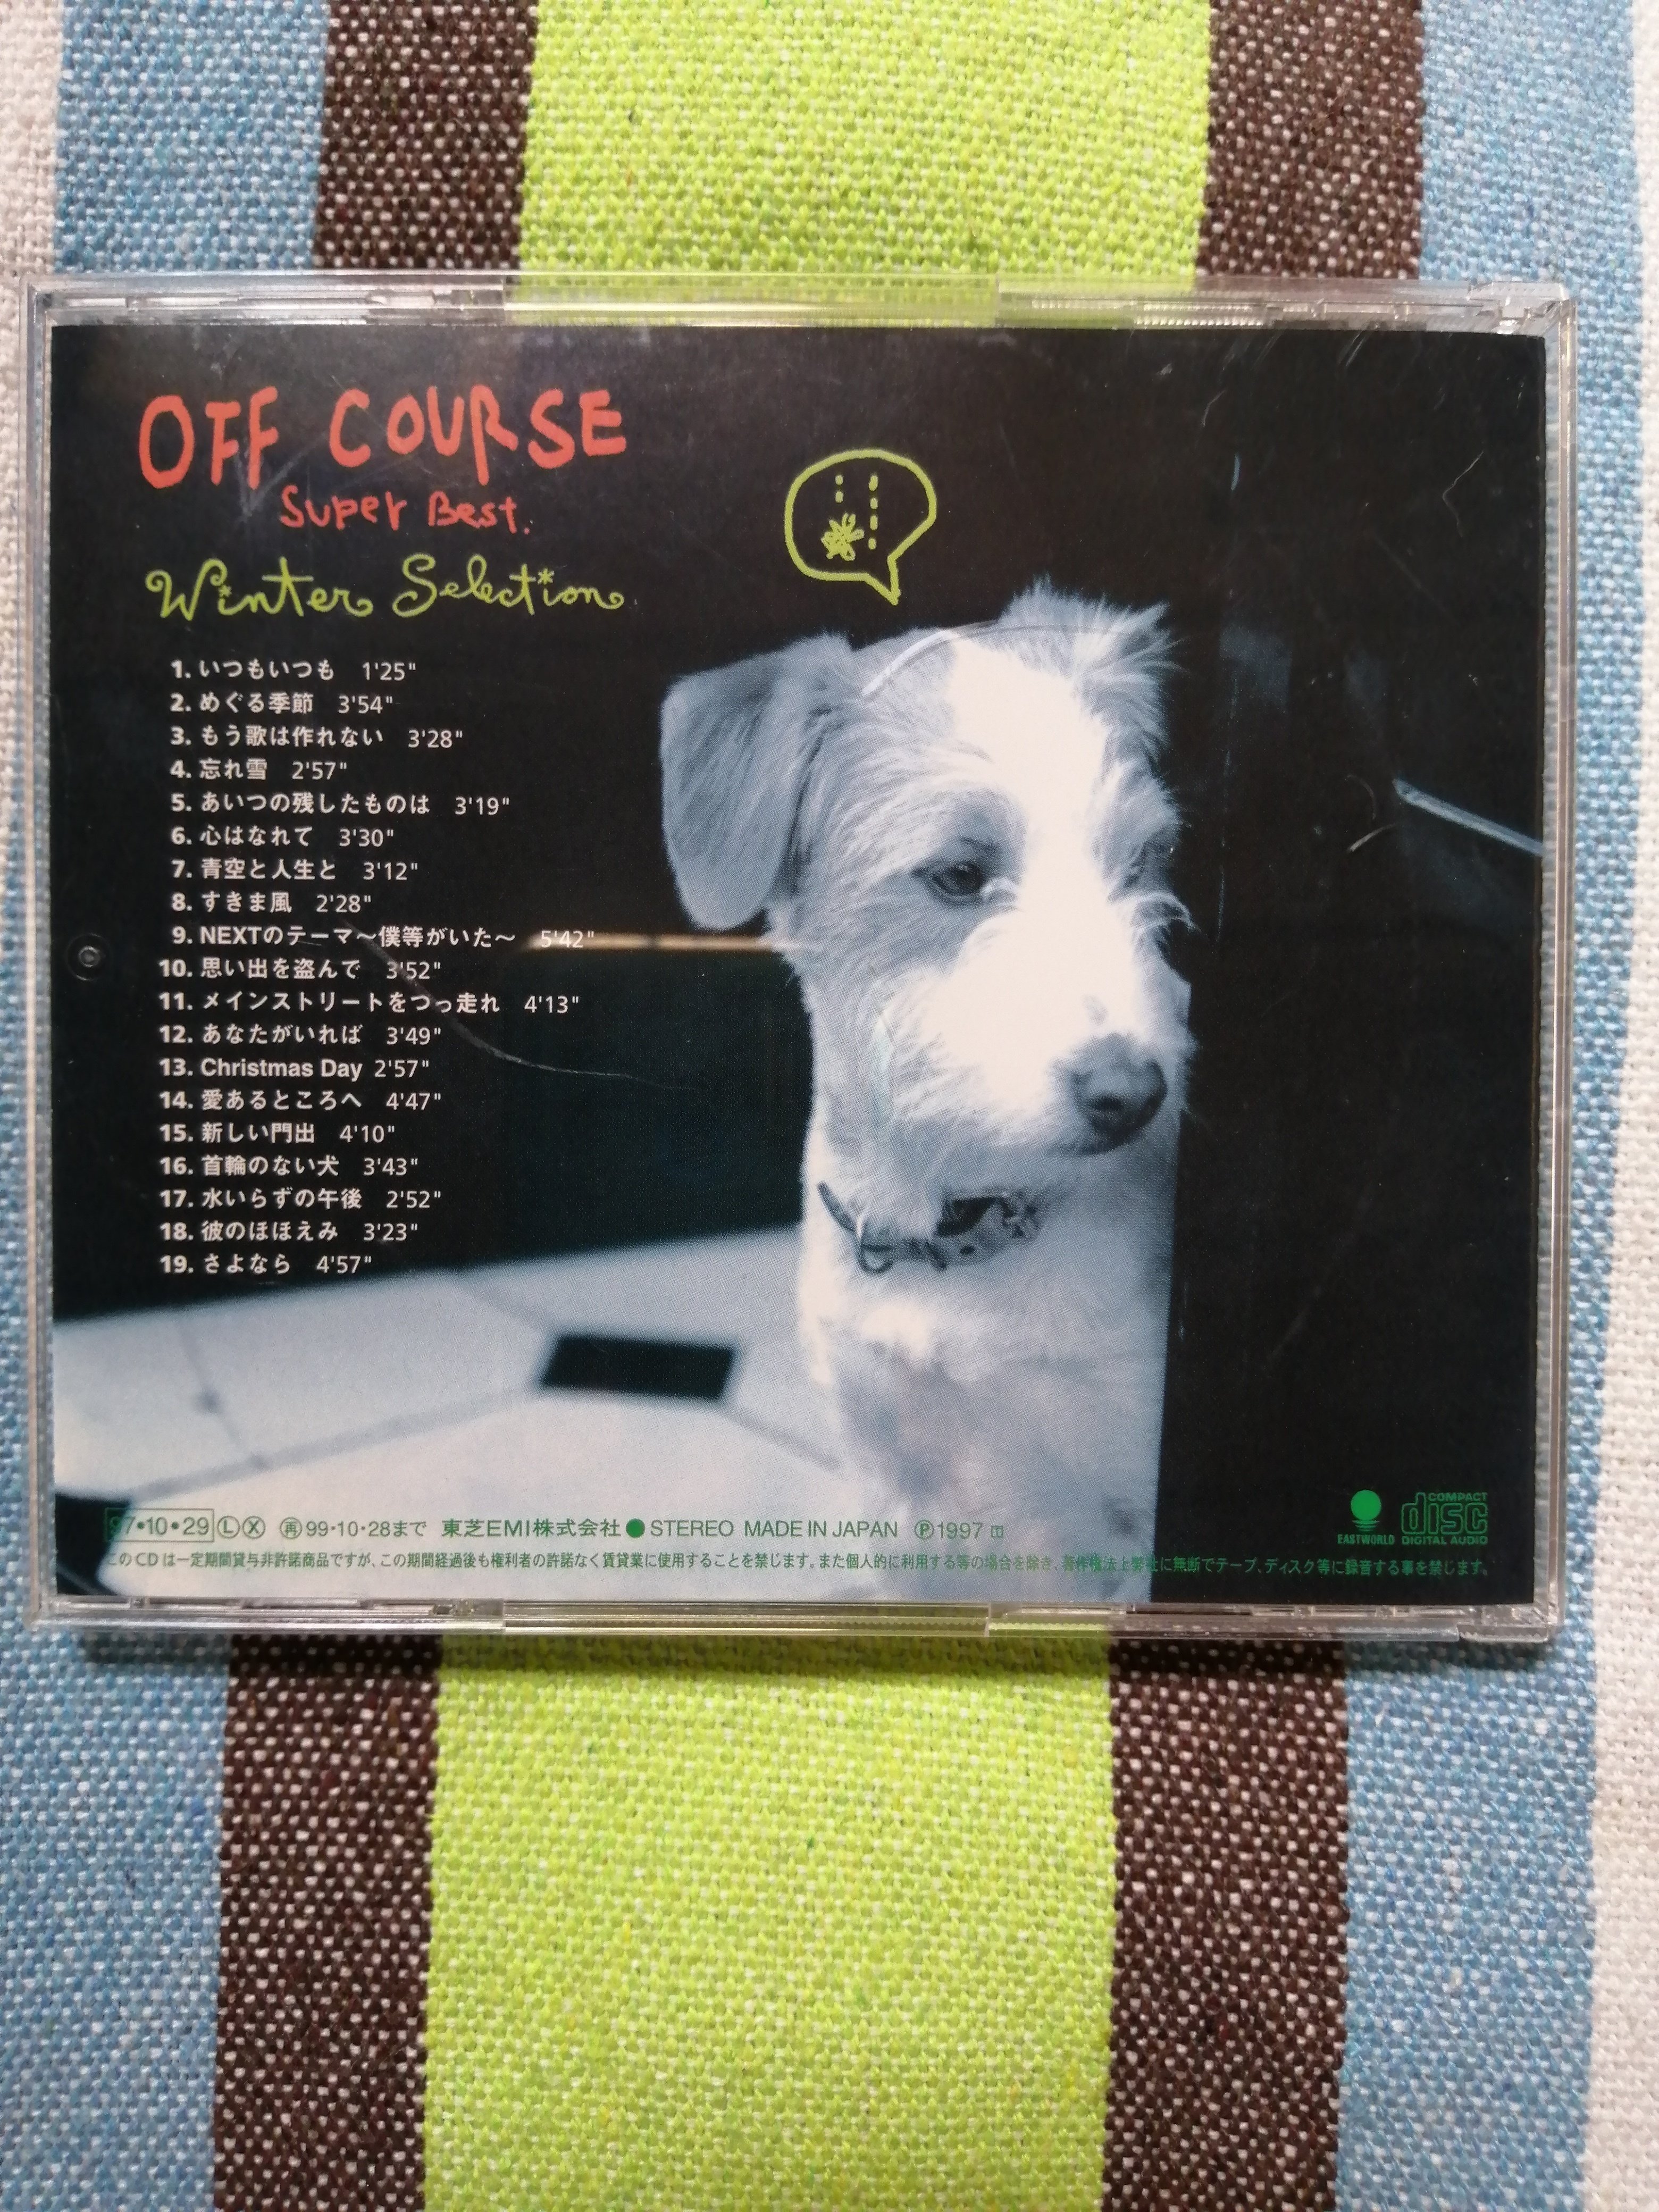 OFF COURSE
Super Best.
Winter Selection
1. いつもいつも 1'25"
2. めぐる季節 3'54"
3. もう歌は作れない 3'28"
4. 忘れ雪 2'57"
5. あいつの残したものは 3'19"
6. 心はなれて 3'30"
7. 青空と人生と 3'12"
8. すきま風 2'28"
9. NEXTのテーマ〜僕等がいた〜 5'42"
10. 思い出を盗んで 3'52"
11. メインストリートをつっ走れ 4'13"
12. あなたがいれば 3'49"
13. Christmas Day 2'57"
14. 愛あるところへ 4'47"
15. 新しい門出 4'10"
16. 首輪のない犬 3'43"
17. 水いらずの午後 2'52"
18. 彼のほほえみ 3'23"
19. さよなら 4'57"
97•10•29 Ⓛ Ⓧ ㊢99·10·28まで 東芝EMI株式会社 ● STEREO MADE IN JAPAN Ⓟ1997
EASTWORLD
COMPACT
disc
DIGITAL AUDIO
このCDは一定期間貸与非許諾商品ですが、この期間経過後も権利者の許諾なく賃貸業に使用することを禁じます。また個人的に利用する等の場合を除き、著作権法上弊社に無断でテープ、ディスク等に録音する事を禁じます。